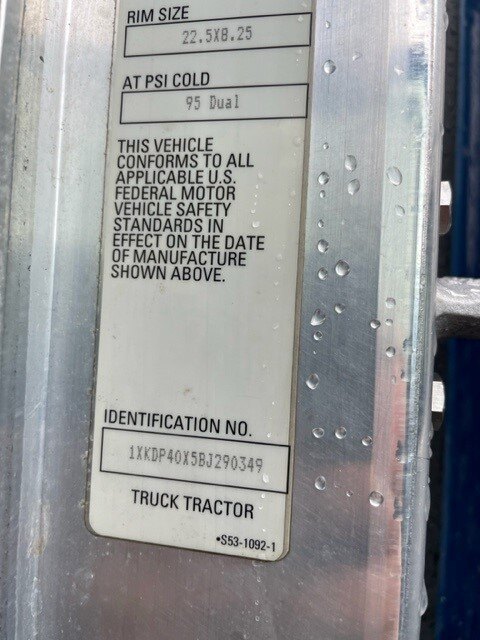 RIM SIZE
22.5X8.25
AT PSI COLD
95 Dual
THIS VEHICLE
CONFORMS TO ALL
APPLICABLE U.S.
FEDERAL MOTOR
VEHICLE SAFETY
STANDARDS IN
EFFECT ON THE DATE
OF MANUFACTURE
SHOWN ABOVE.
IDENTIFICATION NO.
1XKDP40X5BJ290349
TRUCK TRACTOR
•S53-1092-1